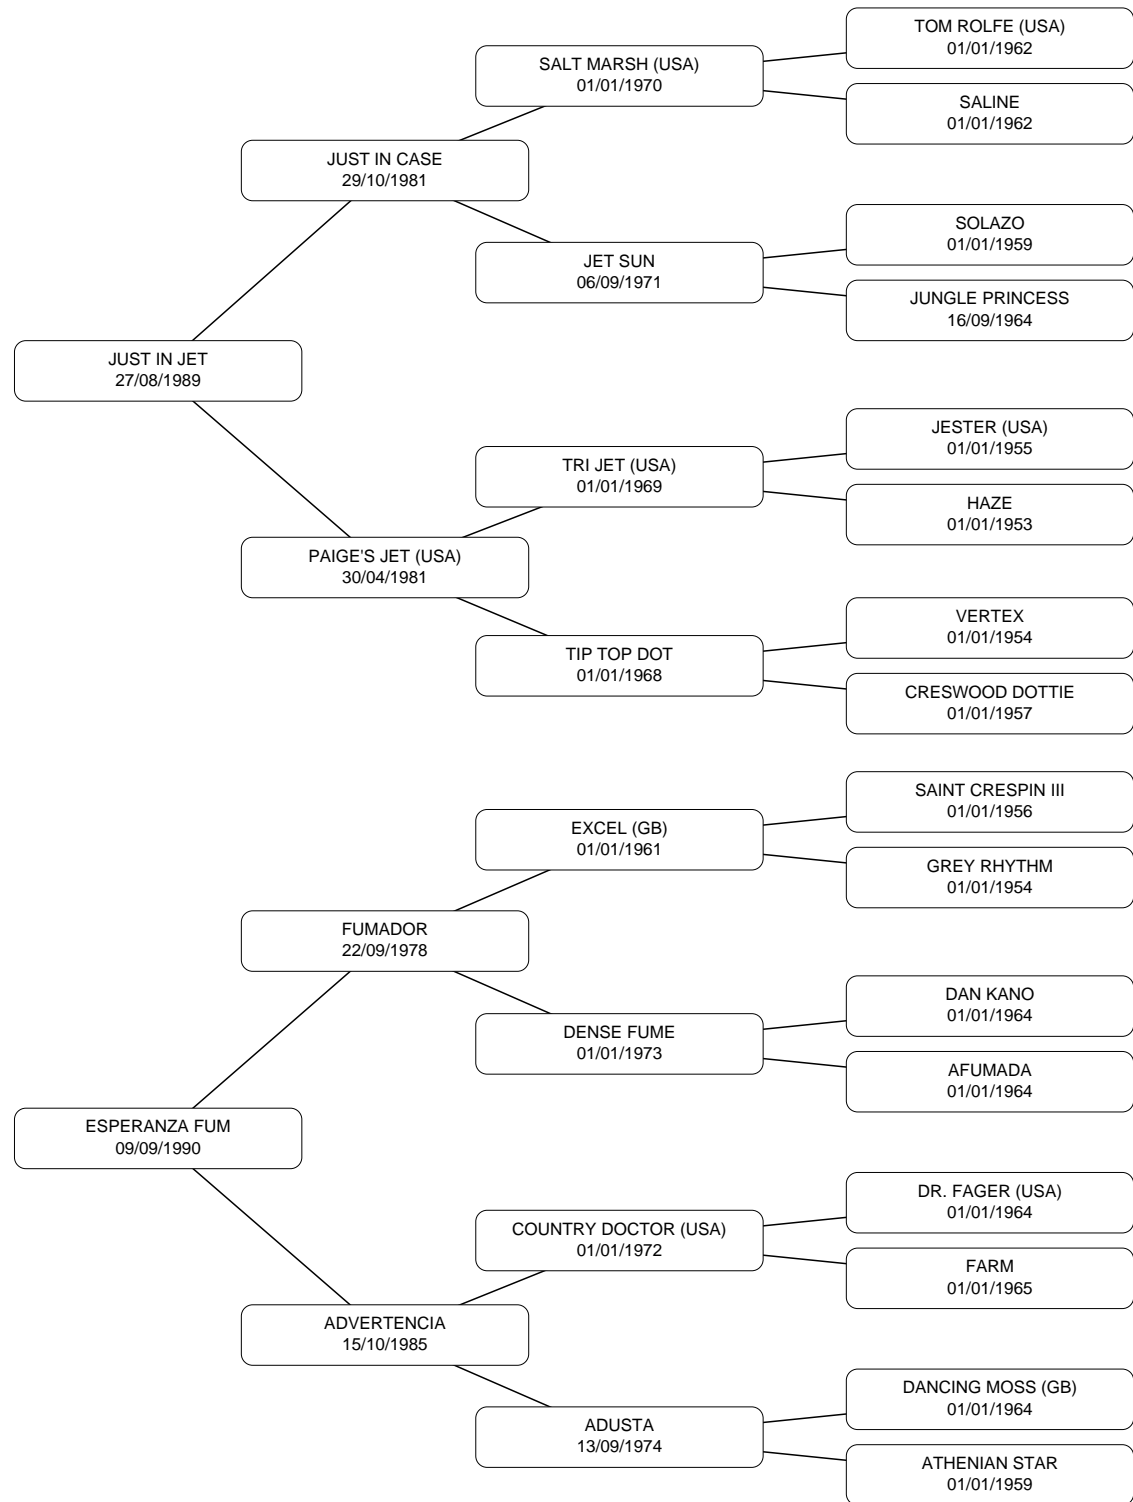 TOM ROLFE (USA)
01/01/1962
SALT MARSH (USA)
01/01/1970
SALINE
01/01/1962
JUST IN CASE
29/10/1981
SOLAZO
01/01/1959
JET SUN
06/09/1971
JUNGLE PRINCESS
16/09/1964
JUST IN JET
27/08/1989
JESTER (USA)
01/01/1955
TRI JET (USA)
01/01/1969
HAZE
01/01/1953
PAIGE'S JET (USA)
30/04/1981
VERTEX
01/01/1954
TIP TOP DOT
01/01/1968
CRESWOOD DOTTIE
01/01/1957
SAINT CRESPIN III
01/01/1956
EXCEL (GB)
01/01/1961
GREY RHYTHM
01/01/1954
FUMADOR
22/09/1978
DAN KANO
01/01/1964
DENSE FUME
01/01/1973
AFUMADA
01/01/1964
ESPERANZA FUM
09/09/1990
DR. FAGER (USA)
01/01/1964
COUNTRY DOCTOR (USA)
01/01/1972
FARM
01/01/1965
ADVERTENCIA
15/10/1985
DANCING MOSS (GB)
01/01/1964
ADUSTA
13/09/1974
ATHENIAN STAR
01/01/1959